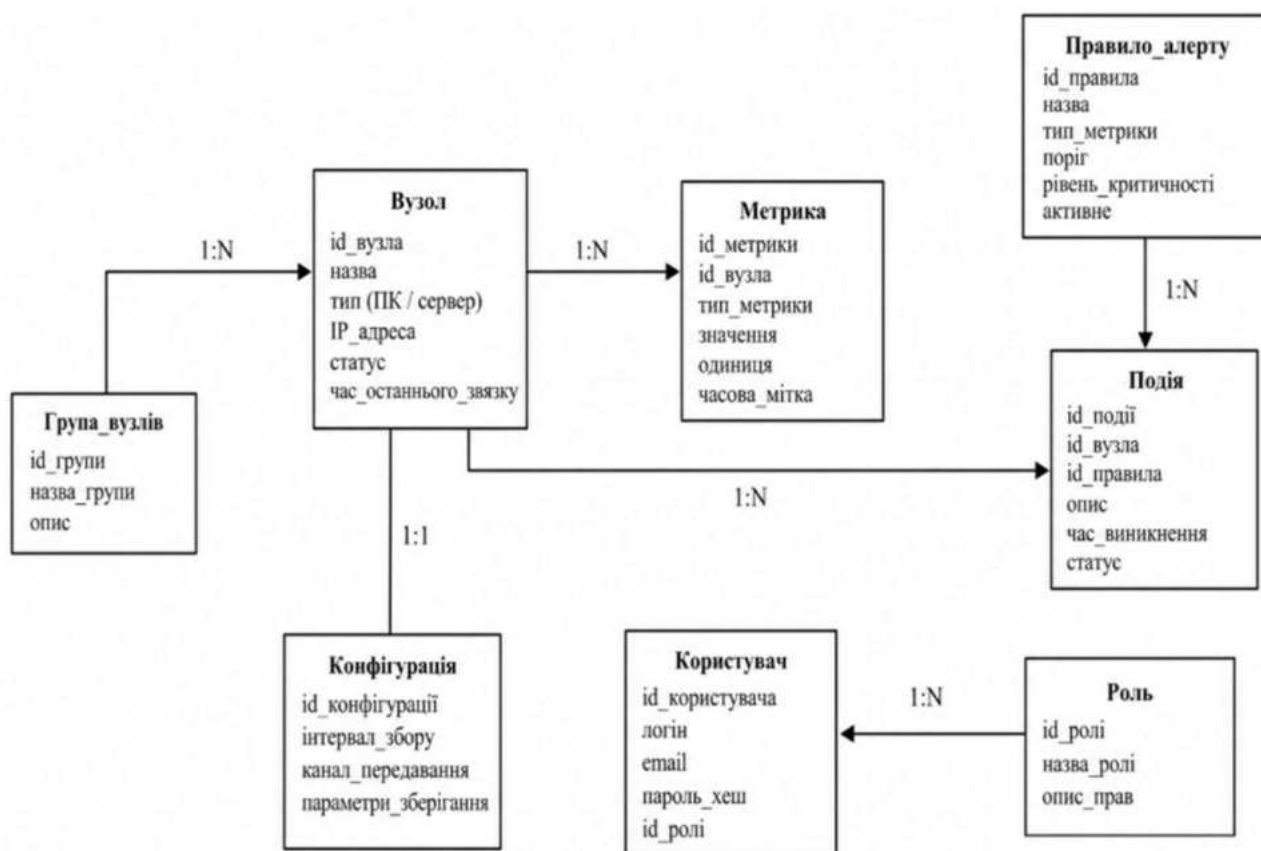 Правило_алерту
id_правила
назва
тип_метрики
поріг
рівень_критичності
активне
1:N
Вузол
id_вузла
назва
тип (ПК / сервер)
IP_адреса
статус
час_останнього_звязку
1:N
Метрика
id_метрики
id_вузла
тип_метрики
значення
одиниця
часова_мітка
1:N
Група_вузлів
id_групи
назва_групи
опис
1:N
Подія
id_події
id_вузла
id_правила
опис
час_виникнення
статус
1:N
1:1
Конфігурація
id_конфігурації
інтервал_збору
канал_передавання
параметри_зберігання
Користувач
id_користувача
логін
email
пароль_хеш
id_ролі
1:N
Роль
id_ролі
назва_ролі
опис_прав